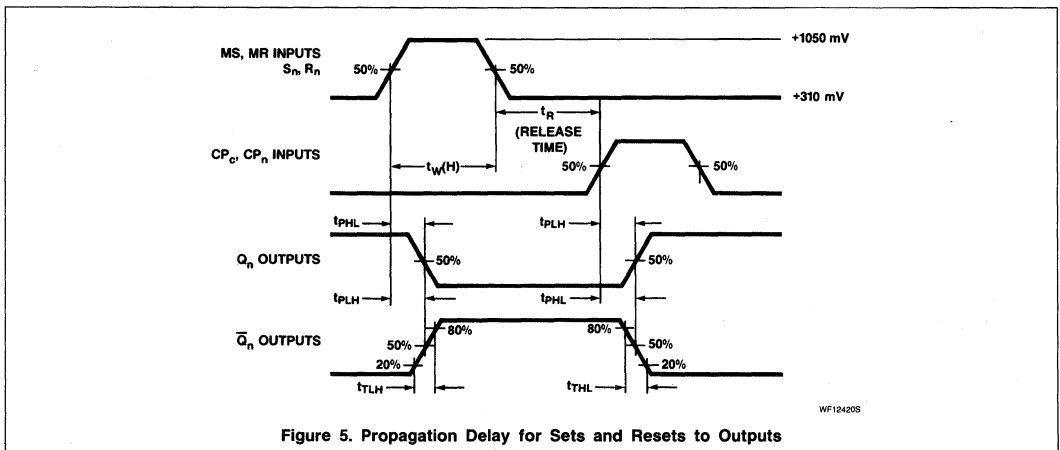 +1050 mV
MS, MR INPUTS
Sn, Rn
50%
50%
+310 mV
tR
(RELEASE
TIME)
CPc, CPn INPUTS
50%
50%
tW(H)
tPHL
tPLH
Qn OUTPUTS
50%
50%
tPLH
tPHL
80%
80%
Q̅n OUTPUTS
50%
50%
20%
20%
tTLH
tTHL
WF12420S
Figure 5. Propagation Delay for Sets and Resets to Outputs